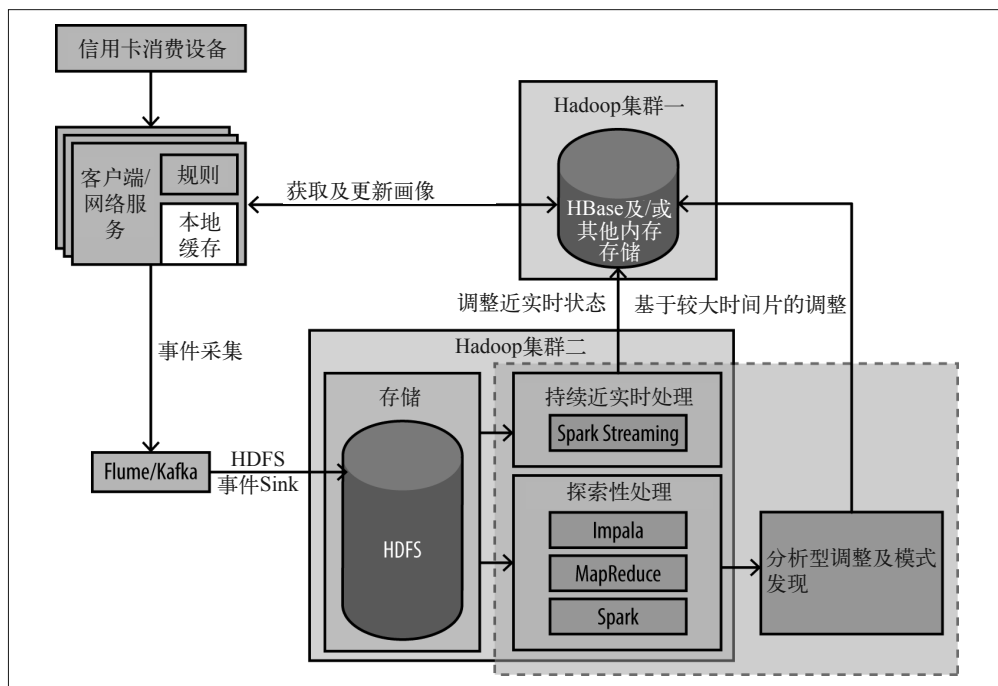 信用卡消费设备
Hadoop集群一
客户端/
网络服
务
规则
本地
缓存
获取及更新画像
HBase及/或
其他内存
存储
调整近实时状态
基于较大时间片的调整
事件采集
Hadoop集群二
存储
持续近实时处理
Spark Streaming
Flume/Kafka
HDFS
事件Sink
HDFS
探索性处理
Impala
MapReduce
Spark
分析型调整及模式
发现